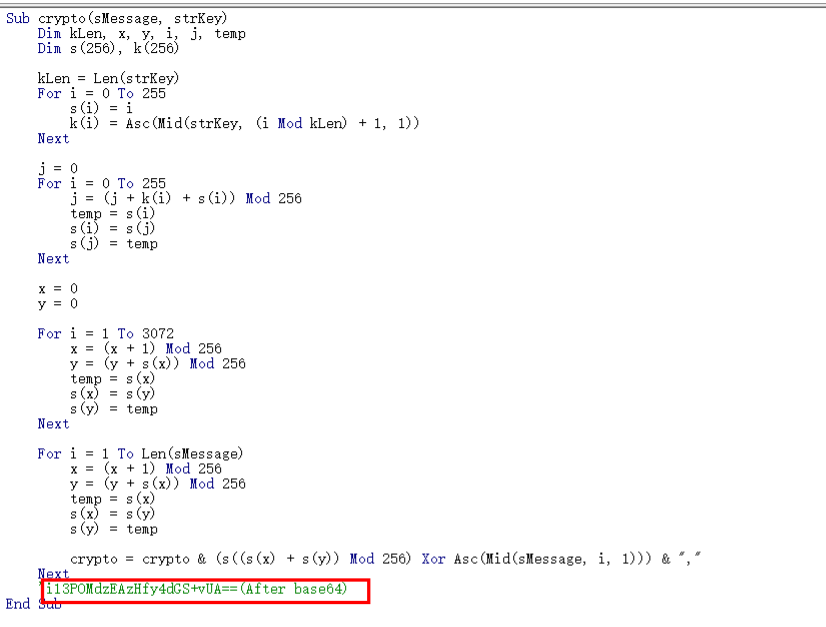 Sub crypto(sMessage, strKey)
Dim kLen, x, y, i, j, temp
Dim s(256), k(256)
kLen = Len(strKey)
For i = 0 To 255
s(i) = i
k(i) = Asc(Mid(strKey, (i Mod kLen) + 1, 1))
Next
j = 0
For i = 0 To 255
j = (j + k(i) + s(i)) Mod 256
temp = s(i)
s(i) = s(j)
s(j) = temp
Next
x = 0
y = 0
For i = 1 To 3072
x = (x + 1) Mod 256
y = (y + s(x)) Mod 256
temp = s(x)
s(x) = s(y)
s(y) = temp
Next
For i = 1 To Len(sMessage)
x = (x + 1) Mod 256
y = (y + s(x)) Mod 256
temp = s(x)
s(x) = s(y)
s(y) = temp
crypto = crypto & (s((s(x) + s(y)) Mod 256) Xor Asc(Mid(sMessage, i, 1))) & ","
Next
'i13POMdzEAzHfy4dGS+vUA==(After base64)
End Sub